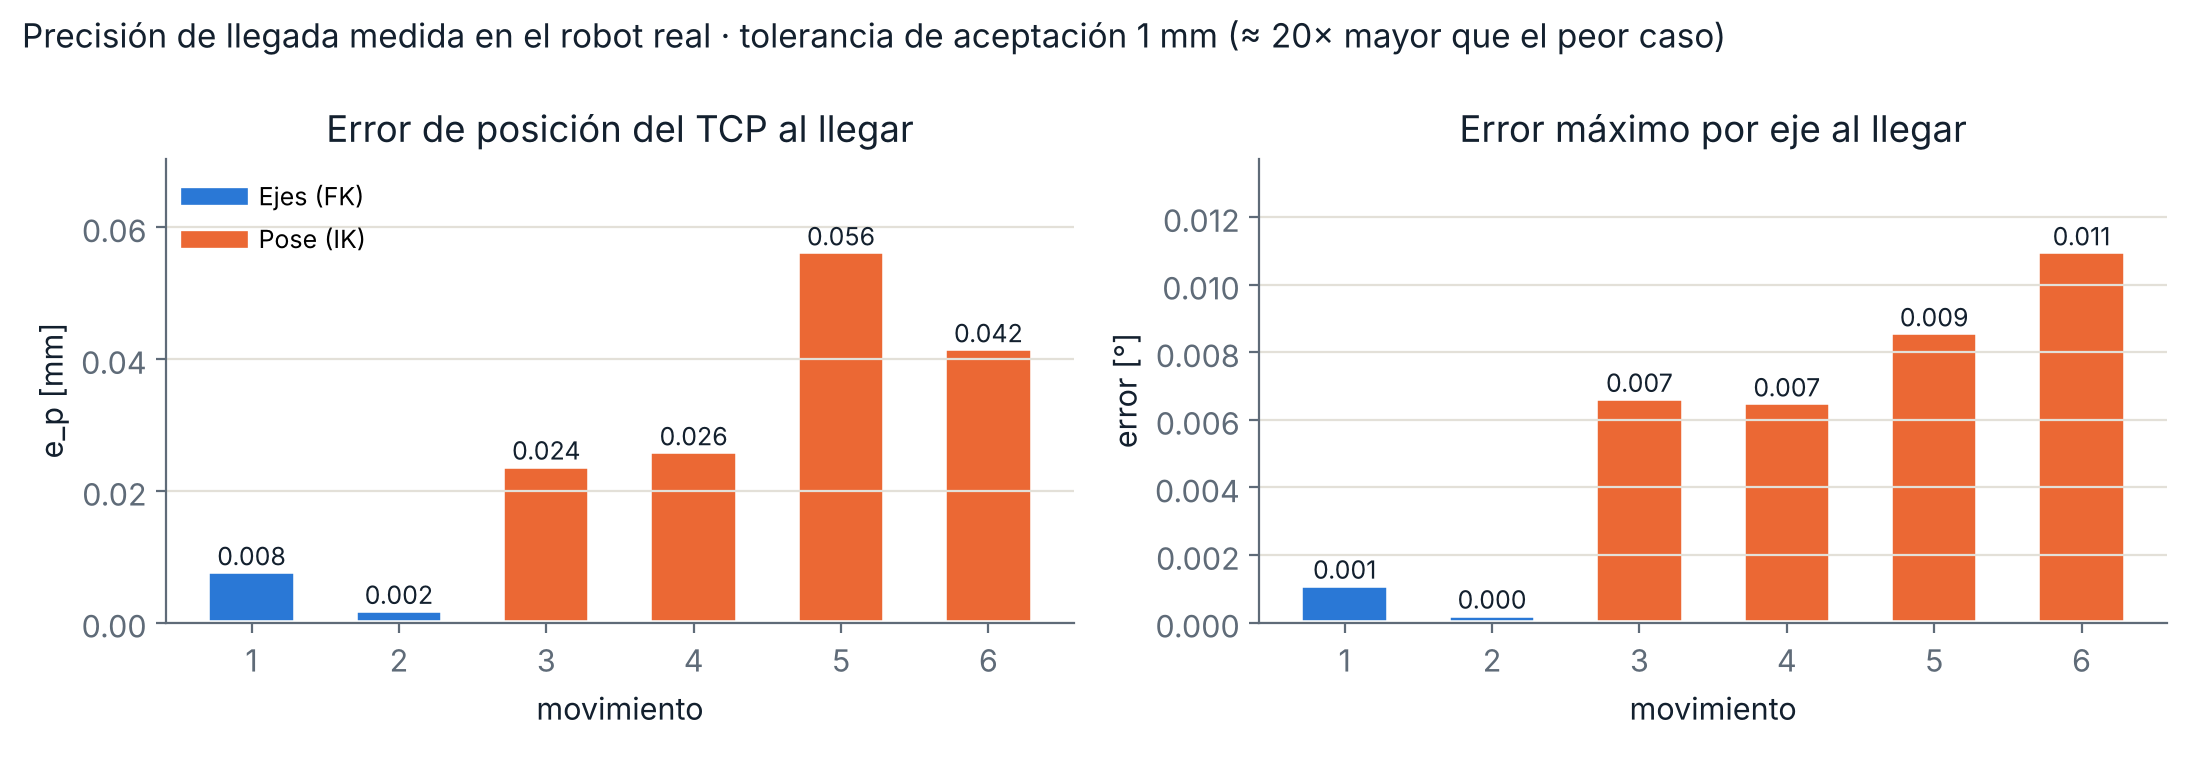 Precisión de llegada medida en el robot real · tolerancia de aceptación 1 mm (≈ 20× mayor que el peor caso)
Error de posición del TCP al llegar
Ejes (FK)
Pose (IK)
e_p [mm]
0.06
0.04
0.02
0.00
0.008
0.002
0.024
0.026
0.056
0.042
1 2 3 4 5 6
movimiento
Error máximo por eje al llegar
error [°]
0.012
0.010
0.008
0.006
0.004
0.002
0.000
0.001
0.000
0.007
0.007
0.009
0.011
1 2 3 4 5 6
movimiento